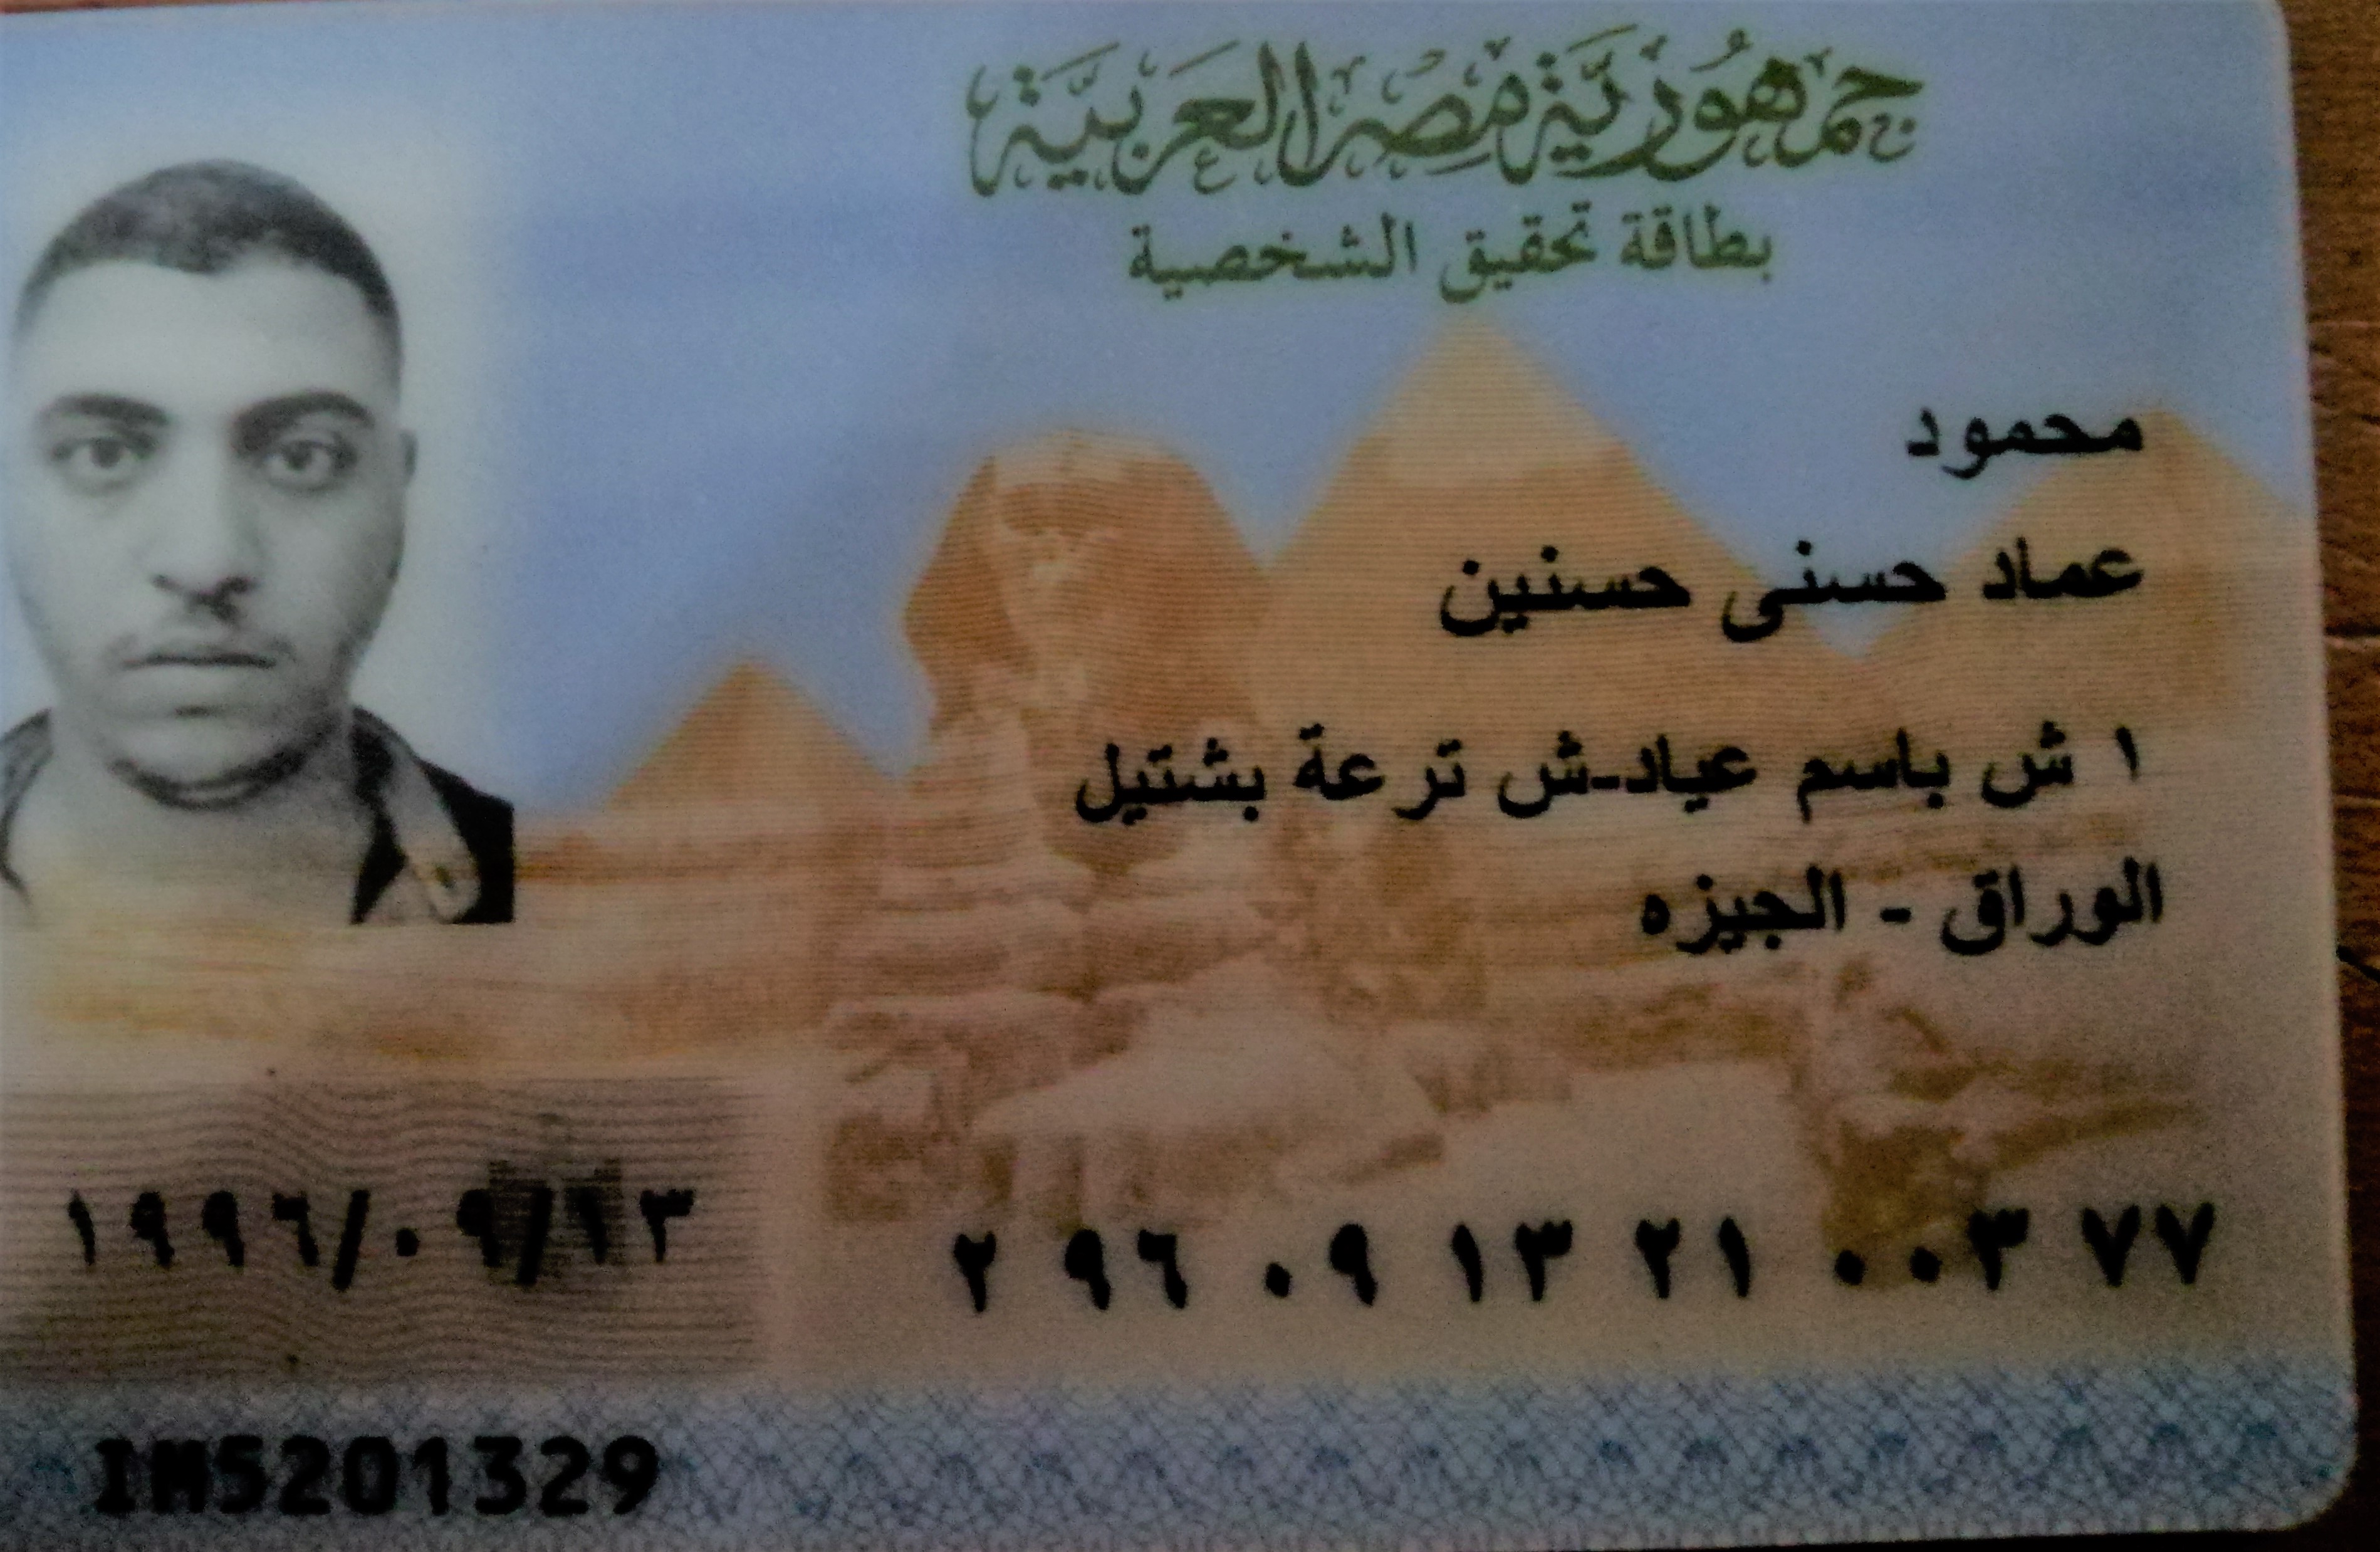 جمهورية مصر العربية
بطاقة تحقيق الشخصية
محمود
عماد حسنى حسنين
١ ش باسم عياد-ش ترعة بشتيل
الوراق - الجيزه
١٩٩٦/٠٩/١٣
٢ ٩٦ ٠٩ ١٣ ٢١ ٠٠٣ ٧٧
IM5201329